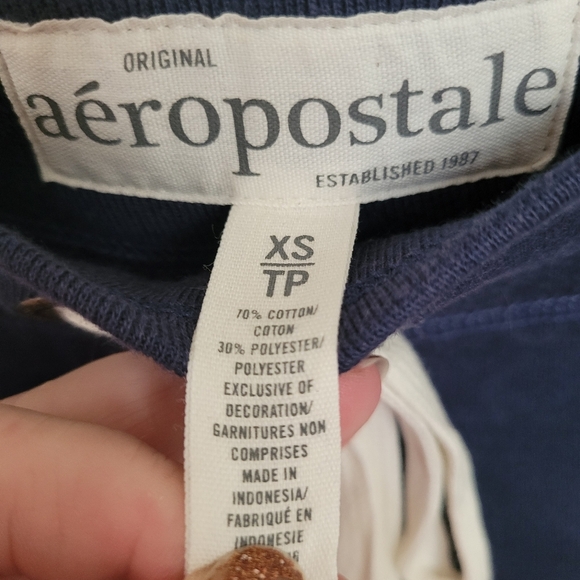 ORIGINAL
aéropostale
ESTABLISHED 1987
XS
TP
70% COTTON/
COTON
30% POLYESTER/
POLYESTER
EXCLUSIVE OF
DECORATION/
GARNITURES NON
COMPRISES
MADE IN
INDONESIA/
FABRIQUÉ EN
INDONESIE